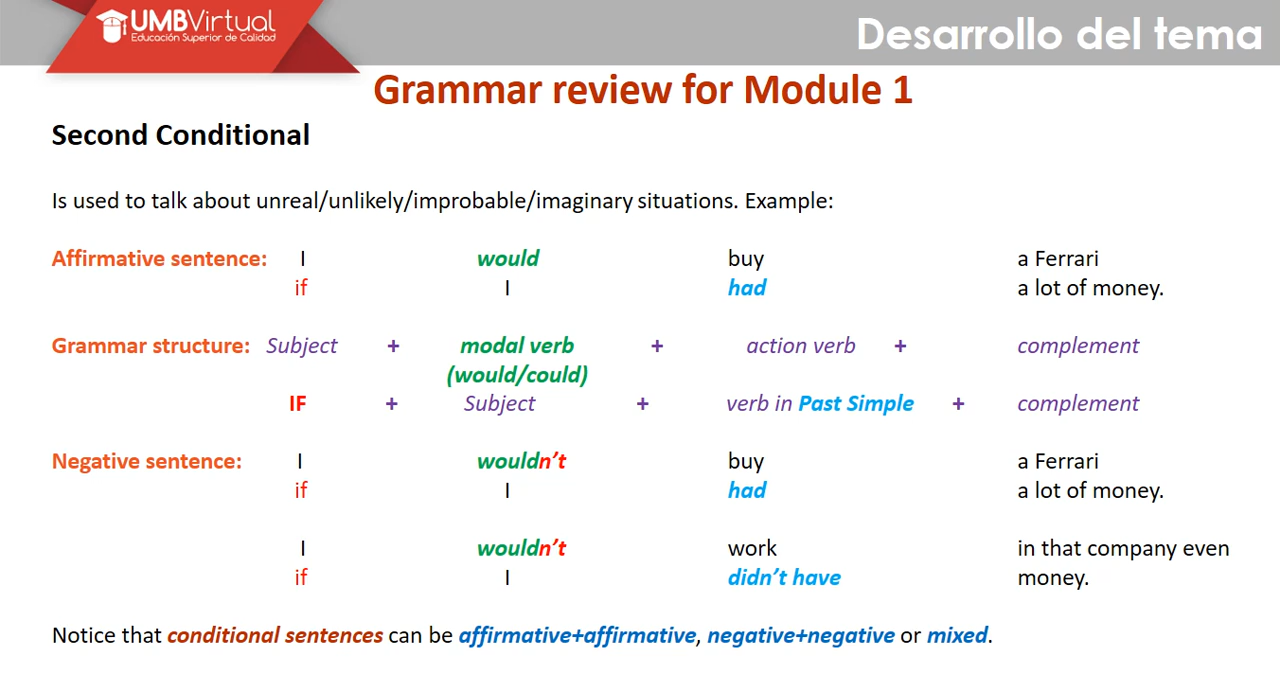 UMBVirtual
Educación Superior de Calidad
Desarrollo del tema
Grammar review for Module 1
Second Conditional
Is used to talk about unreal/unlikely/improbable/imaginary situations. Example:
Affirmative sentence: I would buy a Ferrari
if I had a lot of money.
Grammar structure: Subject + modal verb + action verb + complement
(would/could)
IF + Subject + verb in Past Simple + complement
Negative sentence: I wouldn’t buy a Ferrari
if I had a lot of money.
I wouldn’t work in that company even
if I didn’t have money.
Notice that conditional sentences can be affirmative+affirmative, negative+negative or mixed.